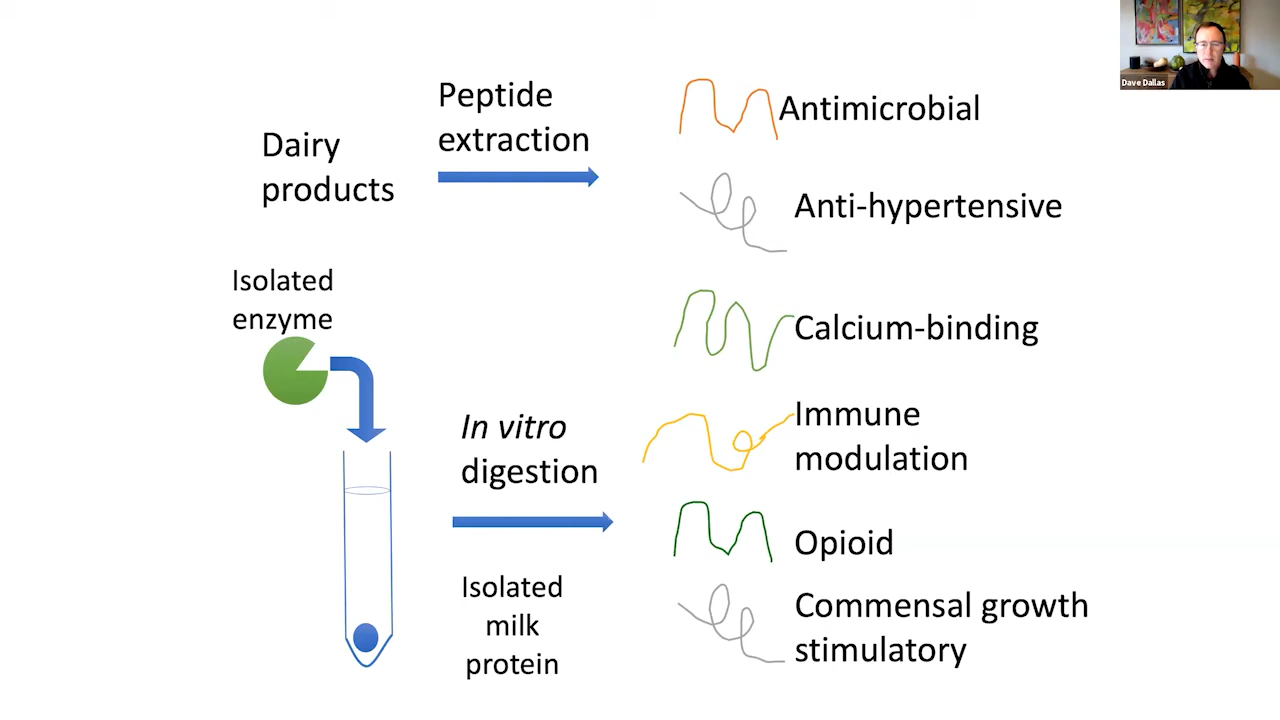 Dave Dallas
Peptide
extraction
Dairy
products
Antimicrobial
Anti-hypertensive
Isolated
enzyme
Calcium-binding
In vitro
digestion
Immune
modulation
Opioid
Isolated
milk
protein
Commensal growth
stimulatory